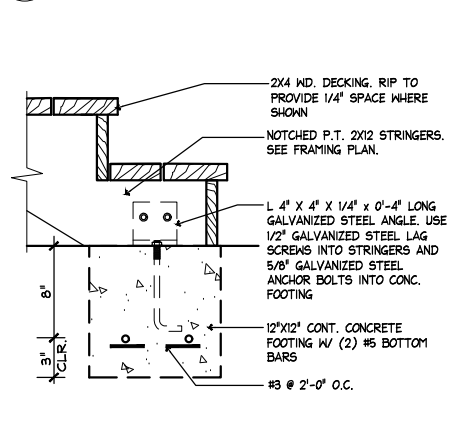 2X4 WD. DECKING. RIP TO
PROVIDE 1/4" SPACE WHERE
SHOWN
NOTCHED P.T. 2X12 STRINGERS.
SEE FRAMING PLAN.
L 4" X 4" X 1/4" x 0'-4" LONG
GALVANIZED STEEL ANGLE. USE
1/2" GALVANIZED STEEL LAG
SCREWS INTO STRINGERS AND
5/8" GALVANIZED STEEL
ANCHOR BOLTS INTO CONC.
FOOTING
12"X12" CONT. CONCRETE
FOOTING W/ (2) #5 BOTTOM
BARS
#3 @ 2'-0" O.C.
8"
3"
CLR.